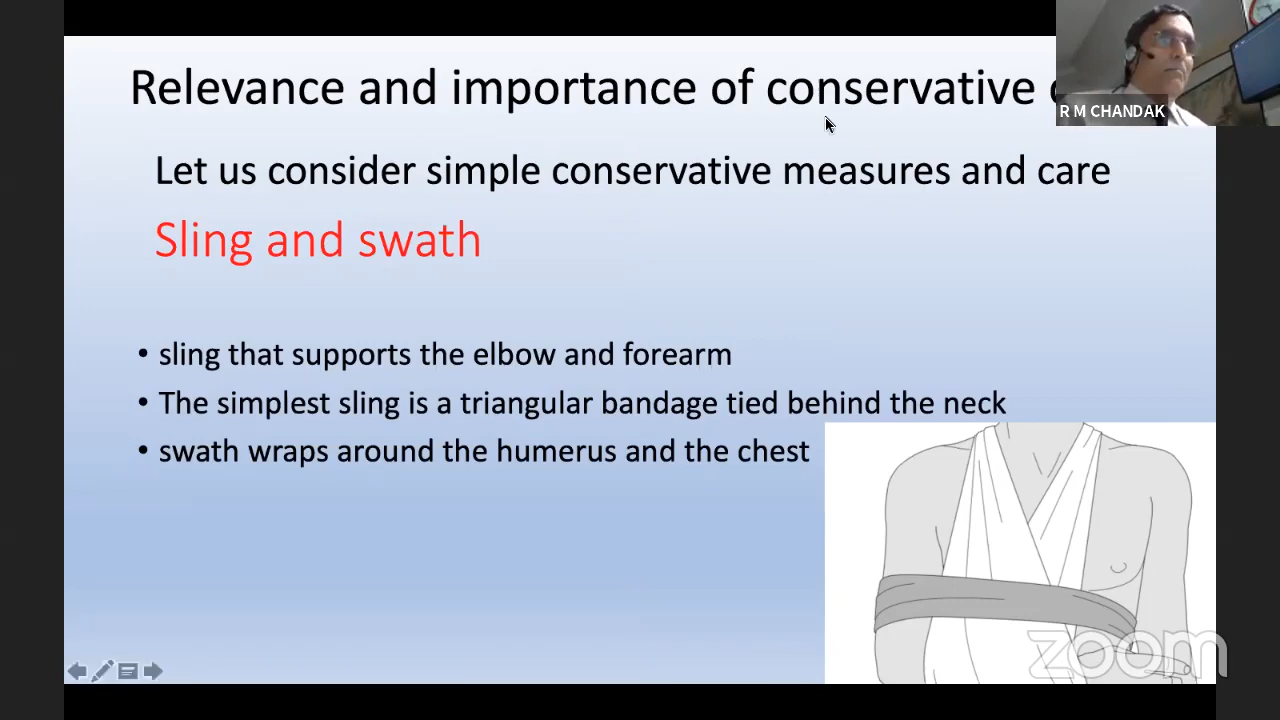 Relevance and importance of conservative
R M CHANDAK
Let us consider simple conservative measures and care
Sling and swath
• sling that supports the elbow and forearm
• The simplest sling is a triangular bandage tied behind the neck
• swath wraps around the humerus and the chest
zoom